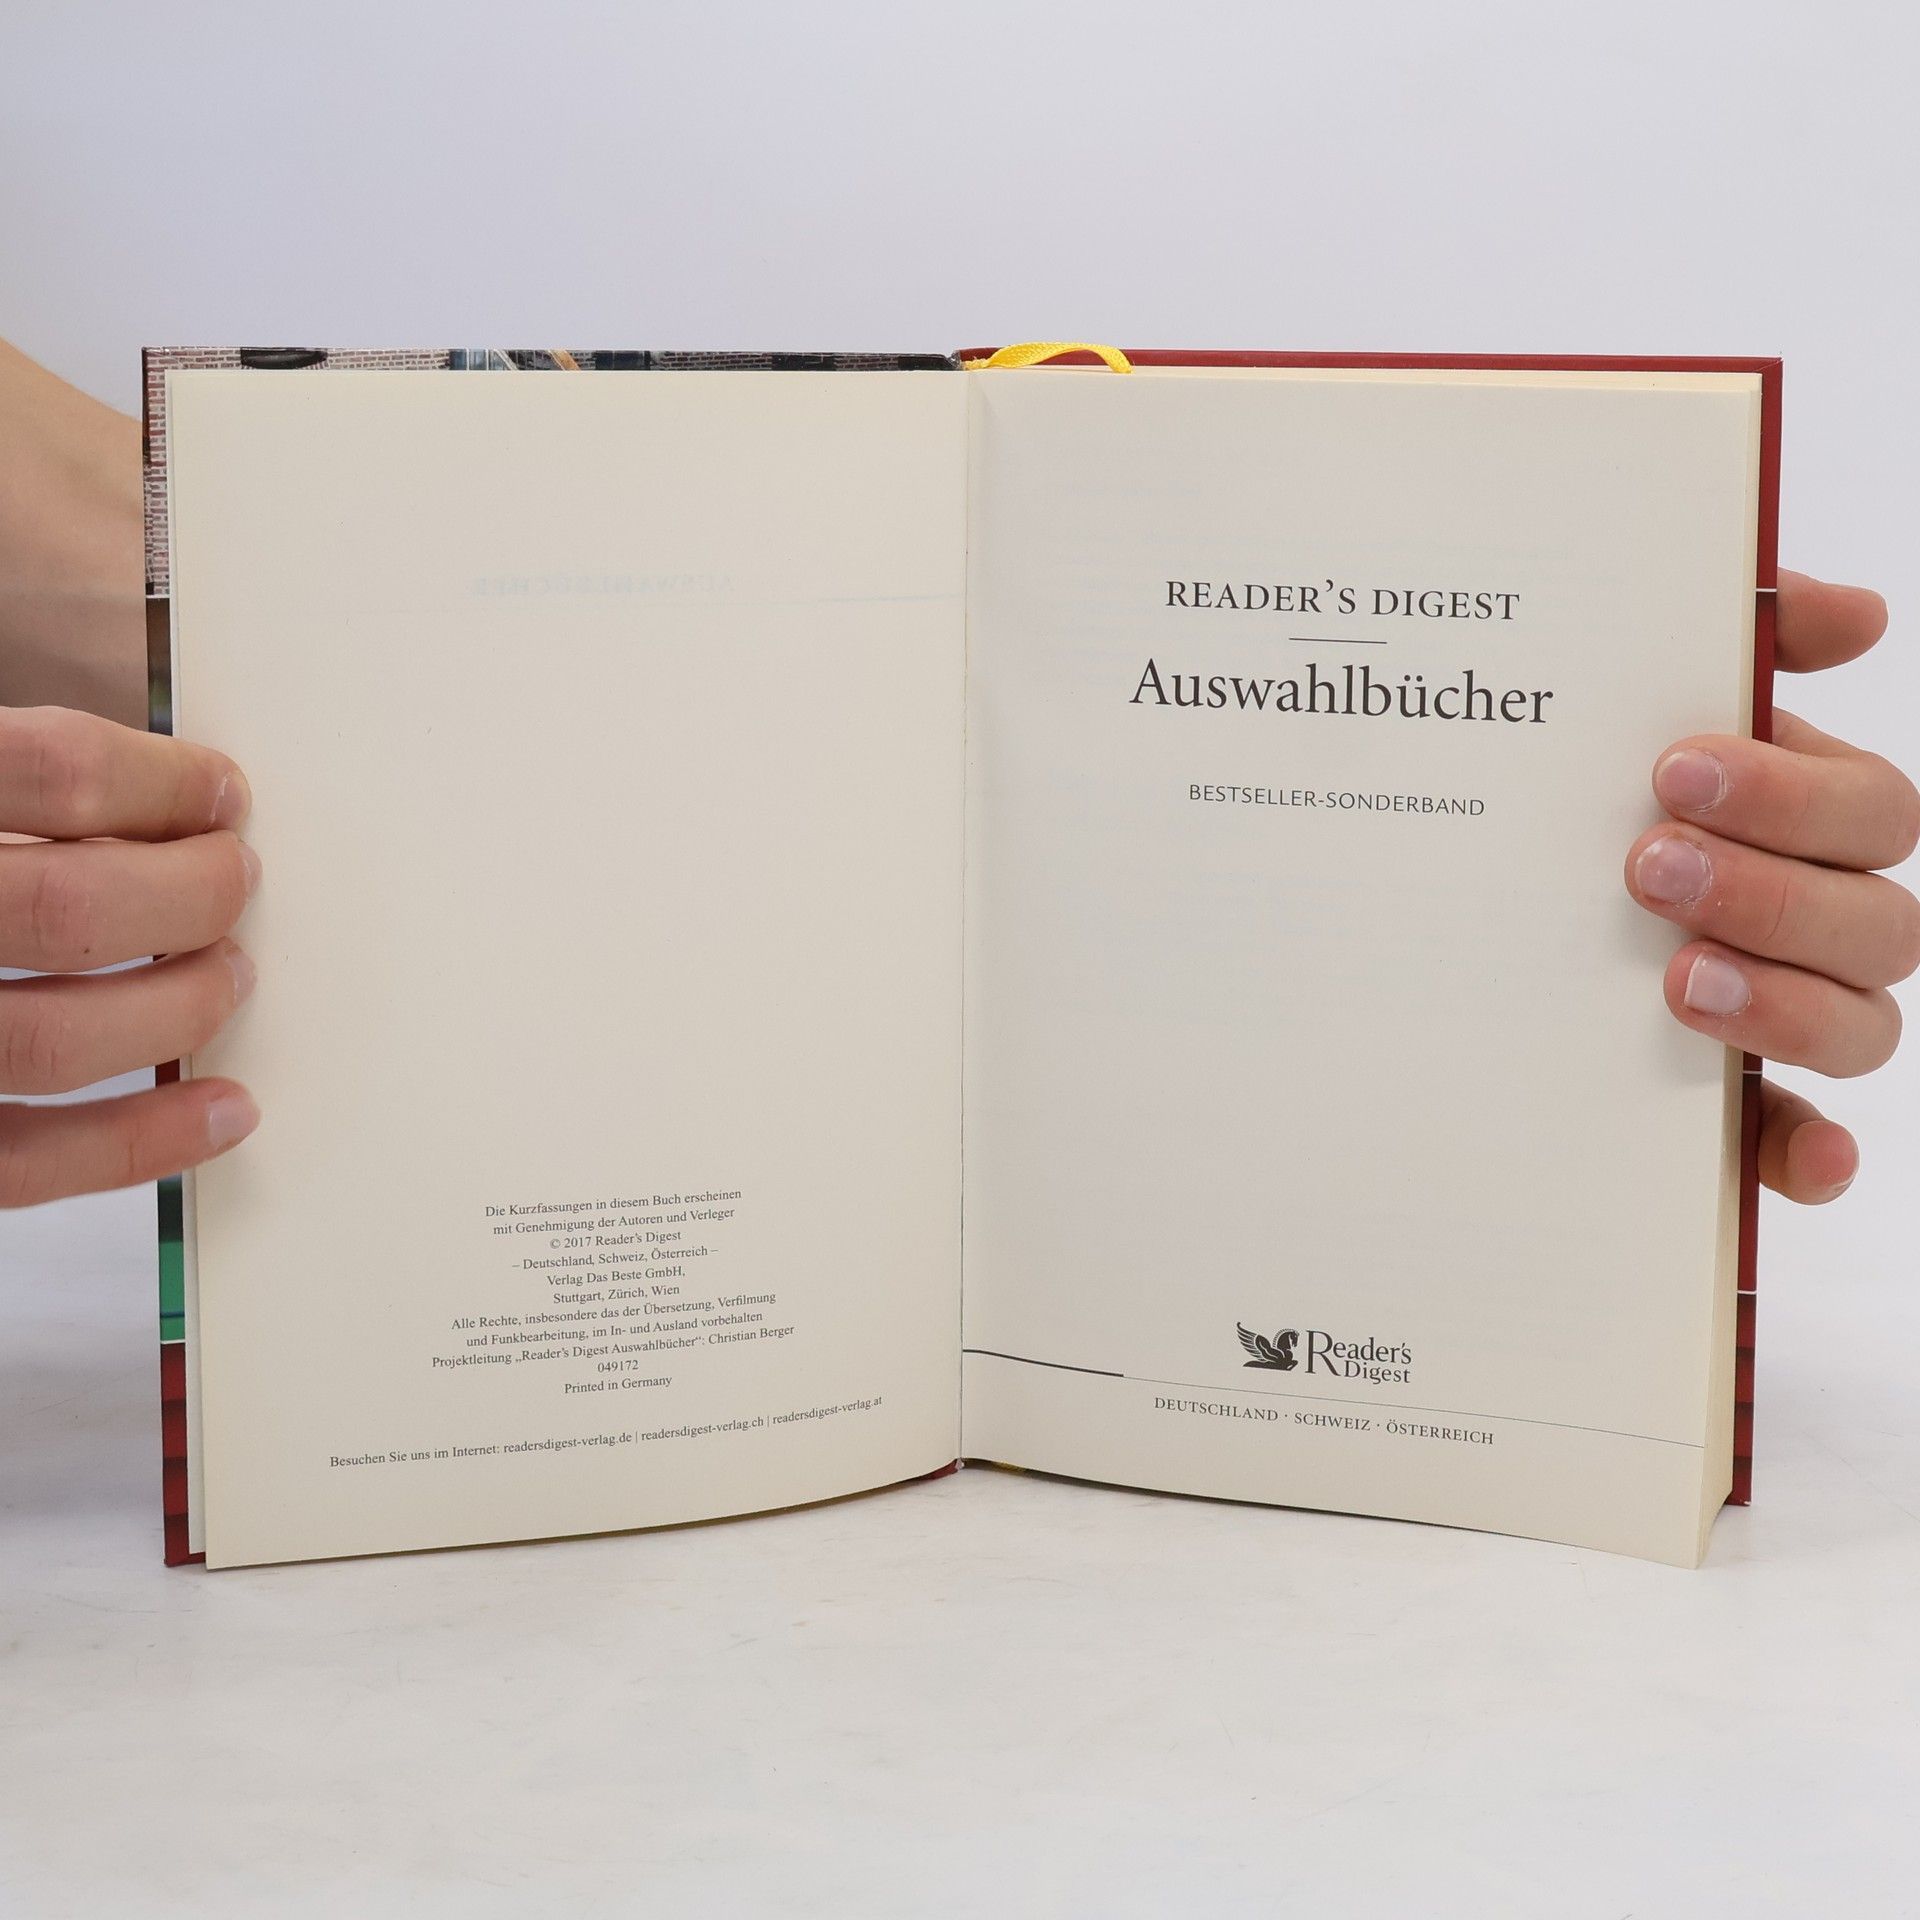 Die Kurzfassungen in diesem Buch erscheinen
mit Genehmigung der Autoren und Verleger
© 2017 Reader's Digest
– Deutschland, Schweiz, Österreich –
Verlag Das Beste GmbH,
Stuttgart, Zürich, Wien
Alle Rechte, insbesondere das der Übersetzung, Verfilmung
und Funkbearbeitung, im In- und Ausland vorbehalten
Projektleitung „Reader's Digest Auswahlbücher“: Christian Berger
049172
Printed in Germany
Besuchen Sie uns im Internet: readersdigest-verlag.de | readersdigest-verlag.ch | readersdigest-verlag.at
READER’S DIGEST
Auswahlbücher
BESTSELLER-SONDERBAND
Reader's
Digest
DEUTSCHLAND · SCHWEIZ · ÖSTERREICH